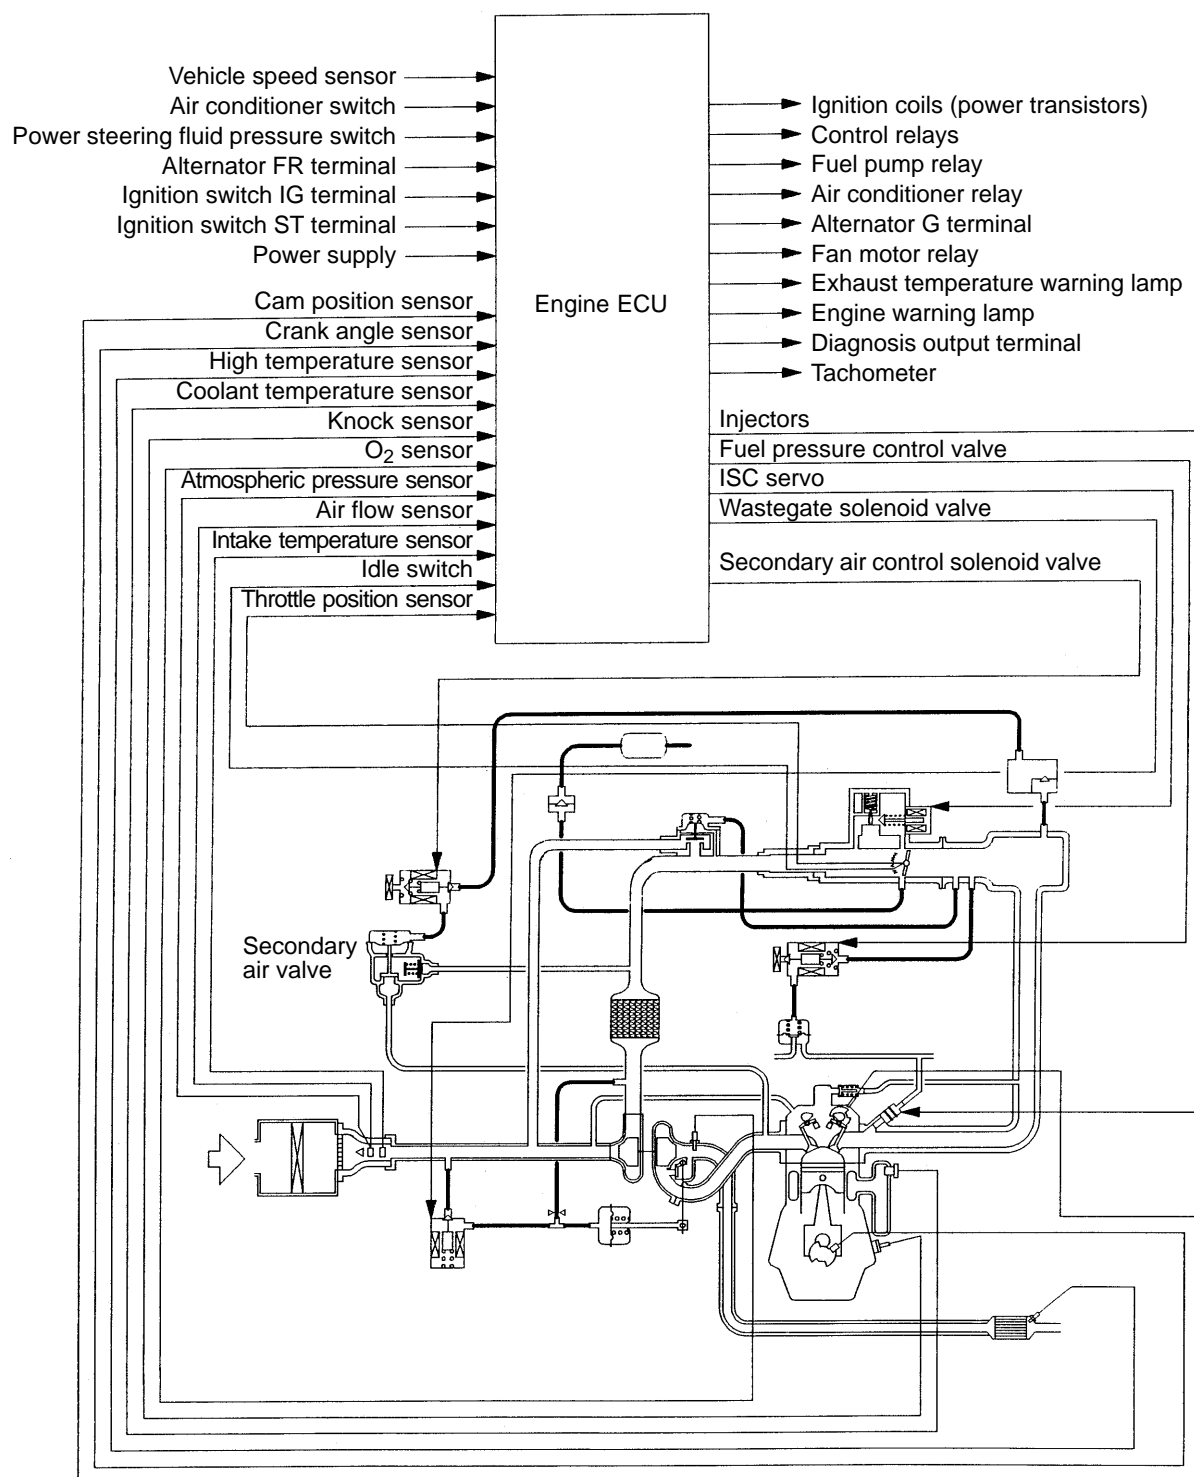 Vehicle speed sensor
Air conditioner switch
Power steering fluid pressure switch
Alternator FR terminal
Ignition switch IG terminal
Ignition switch ST terminal
Power supply
Cam position sensor
Crank angle sensor
High temperature sensor
Coolant temperature sensor
Knock sensor
O2 sensor
Atmospheric pressure sensor
Air flow sensor
Intake temperature sensor
Idle switch
Throttle position sensor
Engine ECU
Ignition coils (power transistors)
Control relays
Fuel pump relay
Air conditioner relay
Alternator G terminal
Fan motor relay
Exhaust temperature warning lamp
Engine warning lamp
Diagnosis output terminal
Tachometer
Injectors
Fuel pressure control valve
ISC servo
Wastegate solenoid valve
Secondary air control solenoid valve
Secondary
air valve